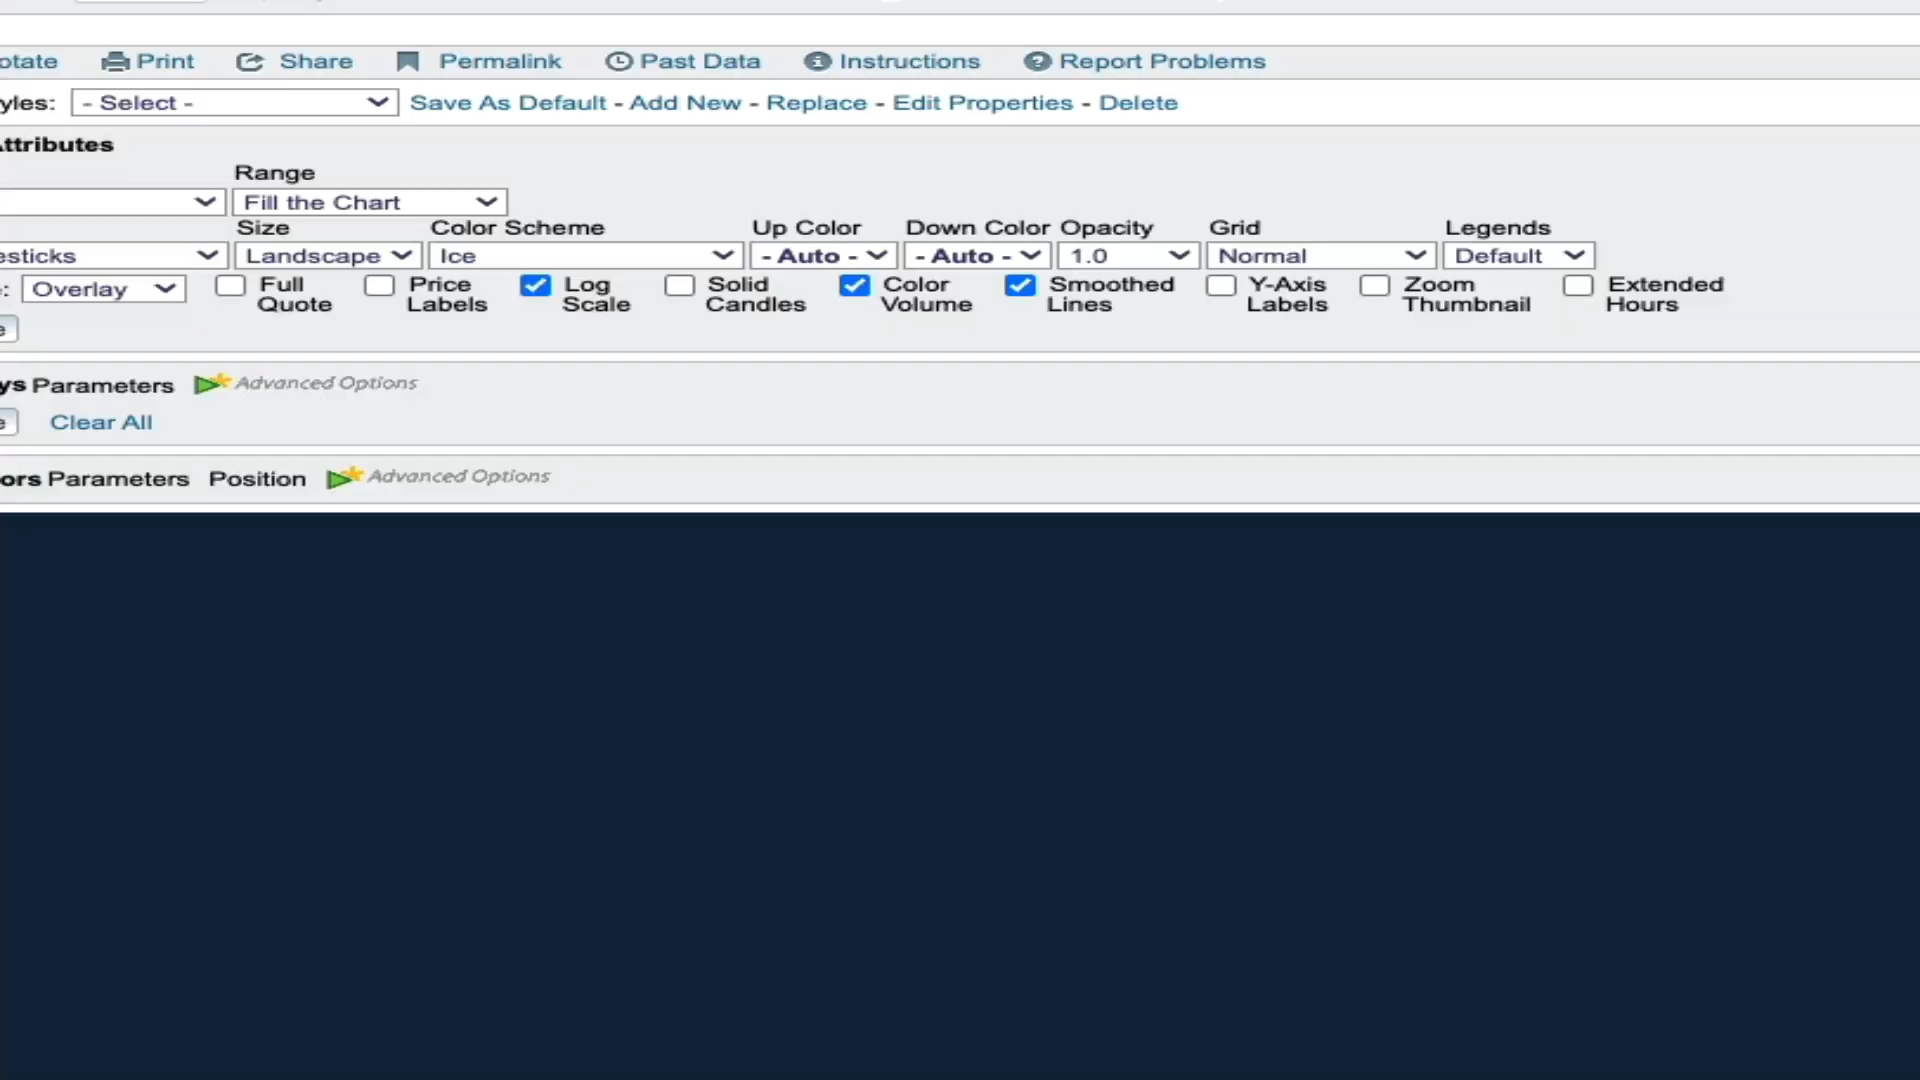 otate Print Share Permalink Past Data Instructions Report Problems
yles: - Select - Save As Default - Add New - Replace - Edit Properties - Delete
Attributes
Range
Fill the Chart
Size Color Scheme Up Color Down Color Opacity Grid Legends
esticks Landscape Ice - Auto - - Auto - 1.0 Normal Default
: Overlay Full Quote Price Labels Log Scale Solid Candles Color Volume Smoothed Lines Y-Axis Labels Zoom Thumbnail Extended Hours
e
ys Parameters Advanced Options
e Clear All
ors Parameters Position Advanced Options